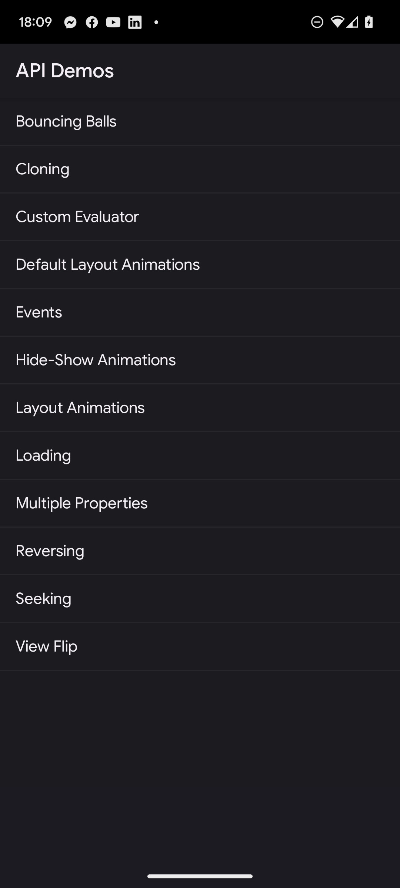 18:09
API Demos
Bouncing Balls
Cloning
Custom Evaluator
Default Layout Animations
Events
Hide-Show Animations
Layout Animations
Loading
Multiple Properties
Reversing
Seeking
View Flip